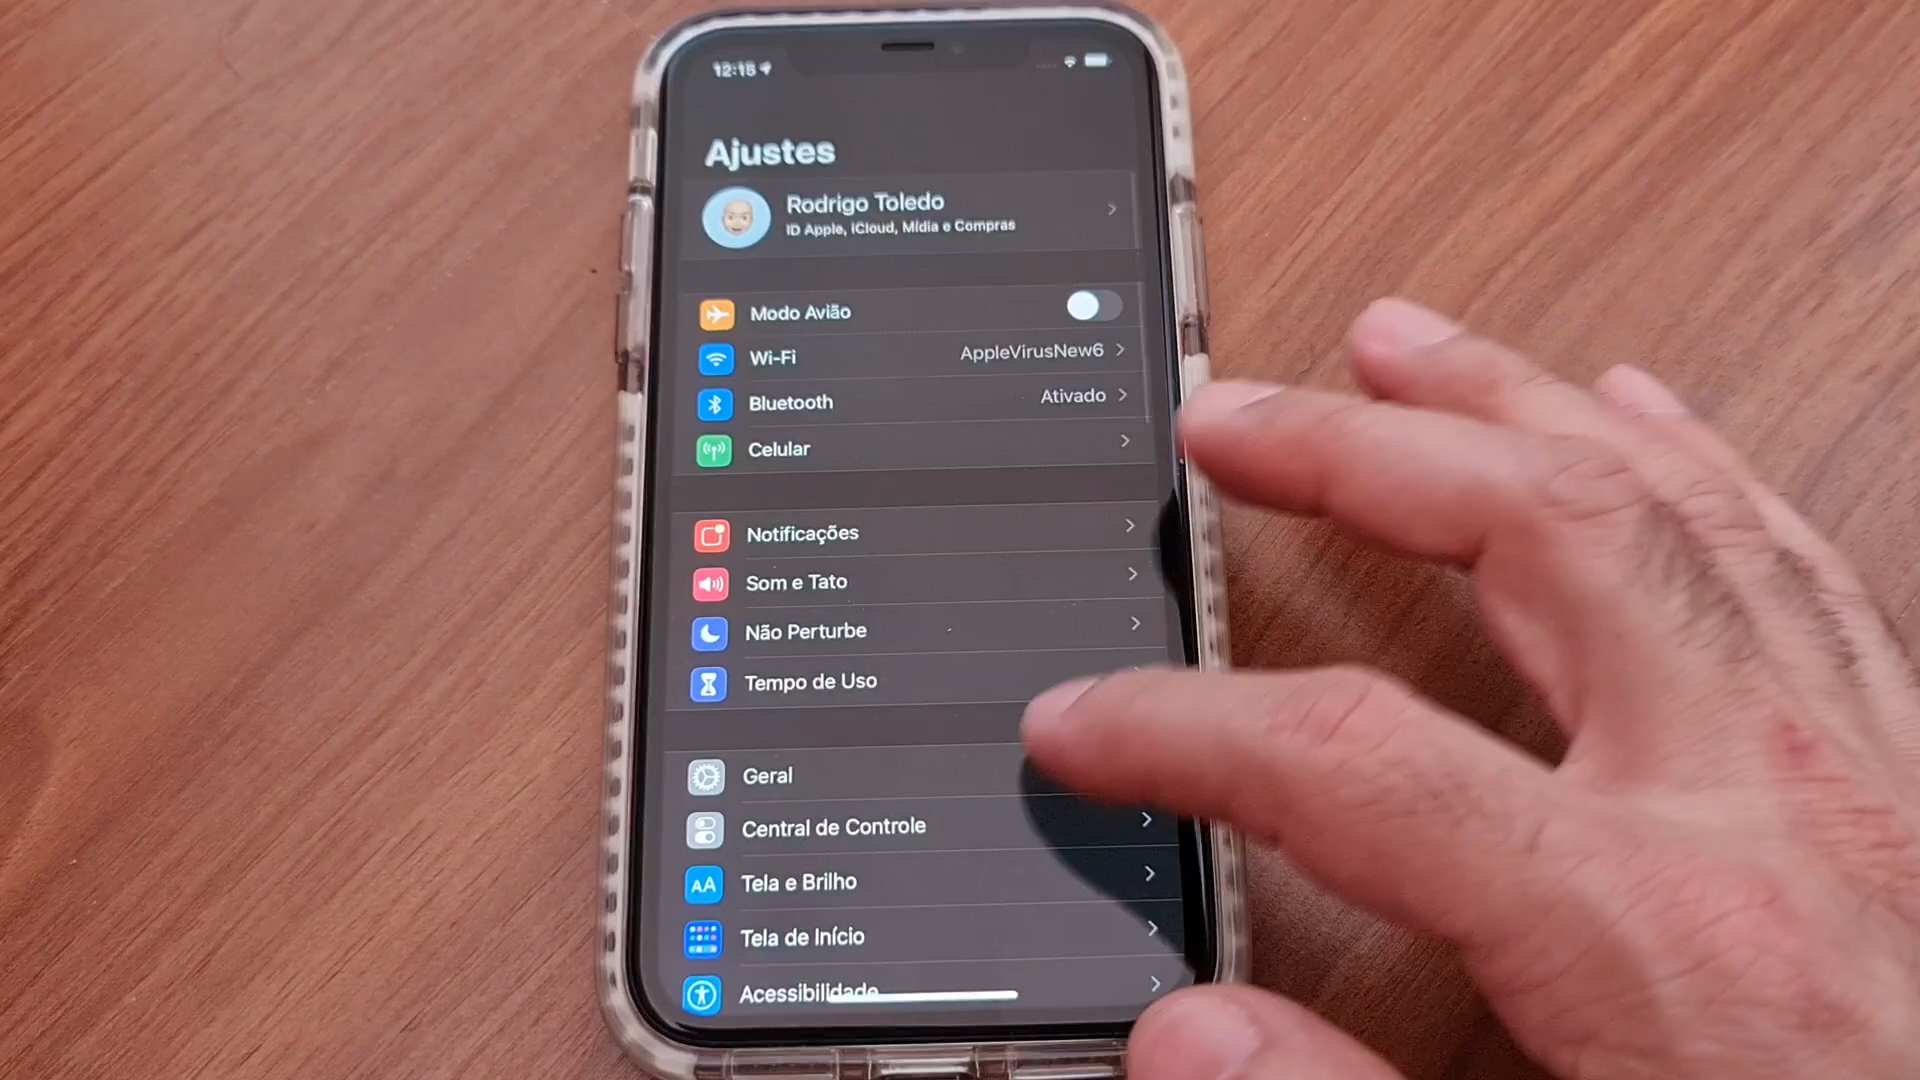 12:15
Ajustes
Rodrigo Toledo
ID Apple, iCloud, Mídia e Compras
Modo Avião
Wi-Fi AppleVirusNew6
Bluetooth Ativado
Celular
Notificações
Som e Tato
Não Perturbe
Tempo de Uso
Geral
Central de Controle
AA Tela e Brilho
Tela de Início
Acessibilidade